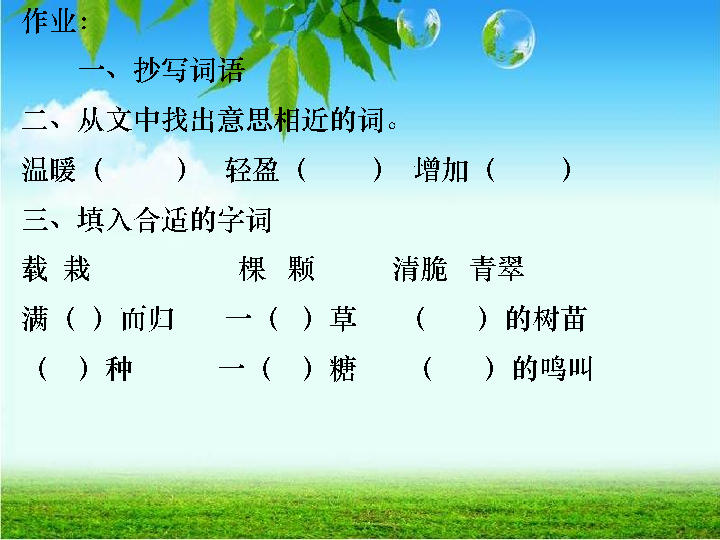 作业：
一、抄写词语
二、从文中找出意思相近的词。
温暖（ ） 轻盈（ ） 增加（ ）
三、填入合适的字词
载 栽 棵 颗 清脆 青翠
满（ ）而归 一（ ）草 （ ）的树苗
（ ）种 一（ ）糖 （ ）的鸣叫